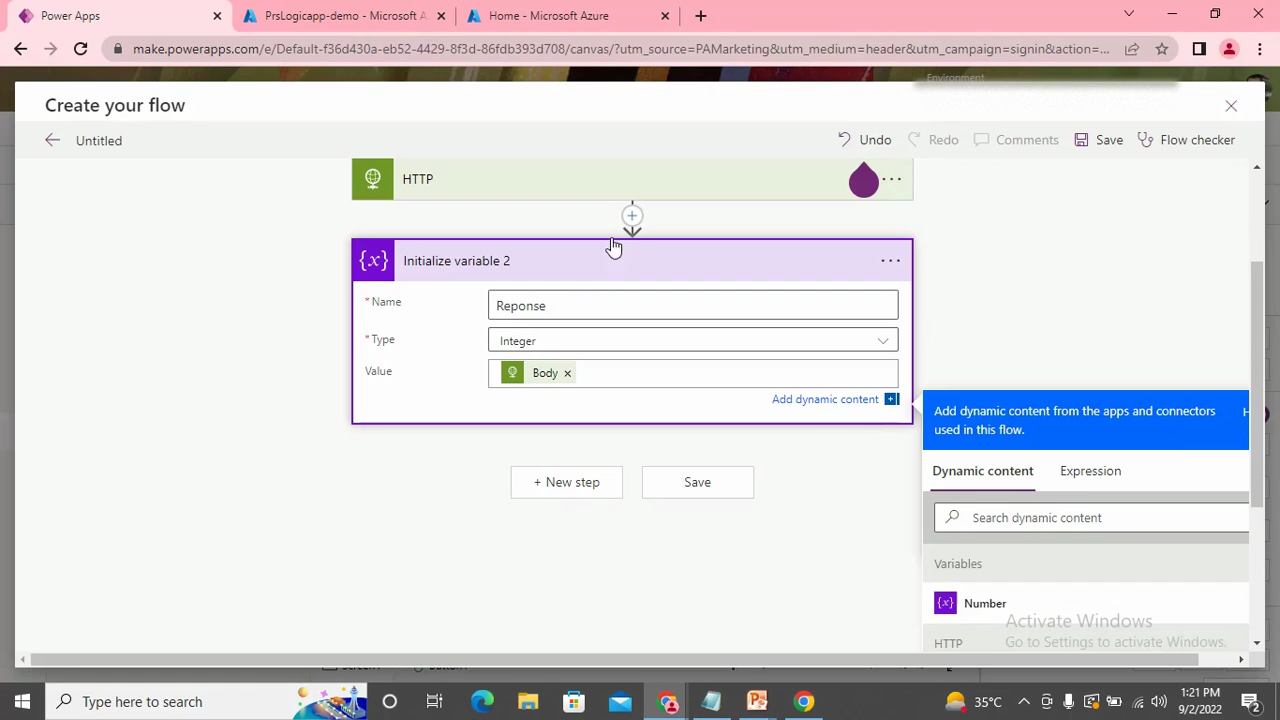 Power Apps
PrsLogicapp-demo - Microsoft A
Home - Microsoft Azure
make.powerapps.com/e/Default-f36d430a-eb52-4429-8f3d-86fefb393d708/canvas/?utm_source=PAMarketing&utm_medium=header&utm_campaign=signin&action=...
Environment
Create your flow
Untitled
Undo
Redo
Comments
Save
Flow checker
HTTP
{x}
Initialize variable 2
* Name
Reponse
* Type
Integer
Value
Body
Add dynamic content
Add dynamic content from the apps and connectors
used in this flow.
H
Dynamic content
Expression
+ New step
Save
Search dynamic content
Variables
{x}
Number
Activate Windows
HTTP
Go to Settings to activate Windows.
Type here to search
35°C
1:21 PM
9/2/2022
2